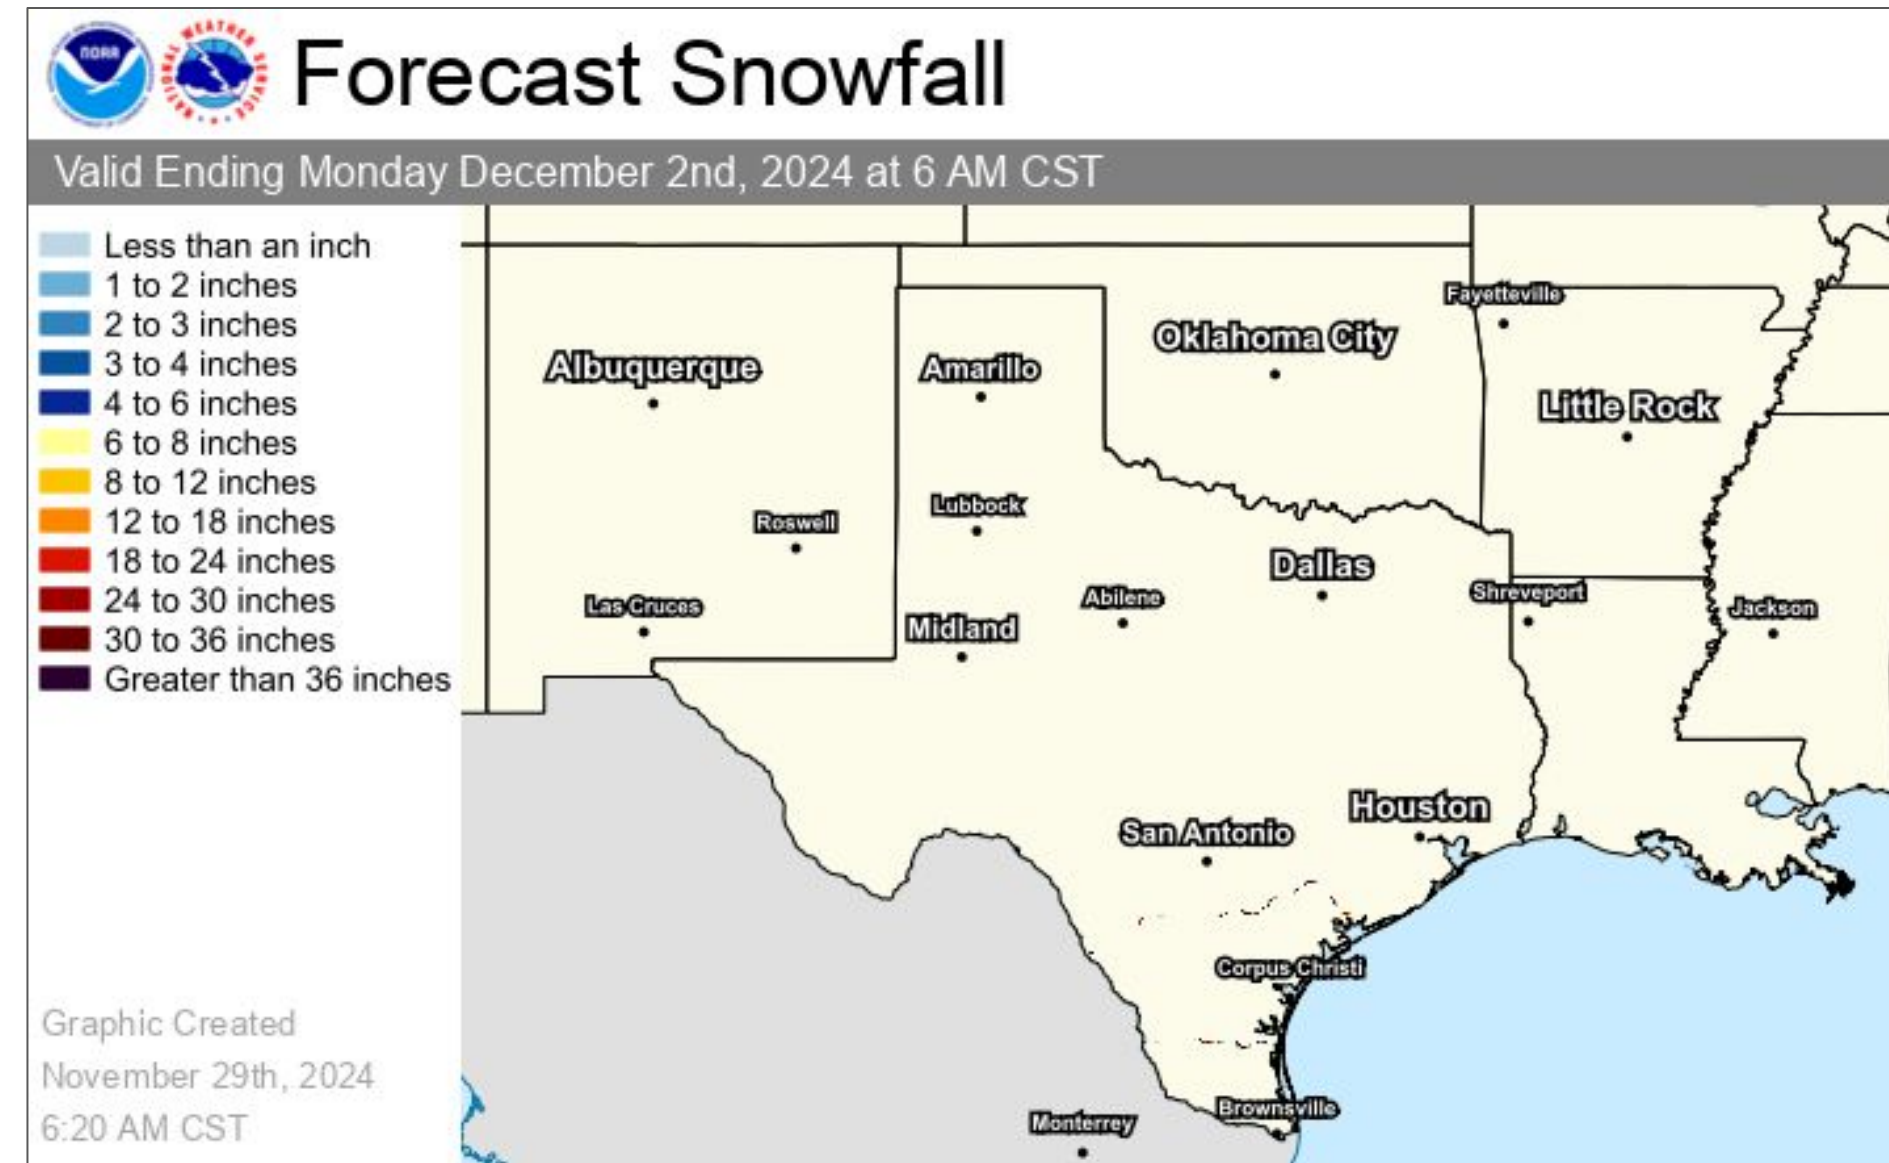 NOAA
NATIONAL WEATHER SERVICE
Forecast Snowfall
Valid Ending Monday December 2nd, 2024 at 6 AM CST
Less than an inch
1 to 2 inches
2 to 3 inches
3 to 4 inches
4 to 6 inches
6 to 8 inches
8 to 12 inches
12 to 18 inches
18 to 24 inches
24 to 30 inches
30 to 36 inches
Greater than 36 inches
Graphic Created
November 29th, 2024
6:20 AM CST
Fayetteville
Oklahoma City
Albuquerque
Amarillo
Little Rock
Lubbock
Roswell
Dallas
Shreveport
Abilene
Las Cruces
Jackson
Midland
Houston
San Antonio
Corpus Christi
Brownsville
Monterrey